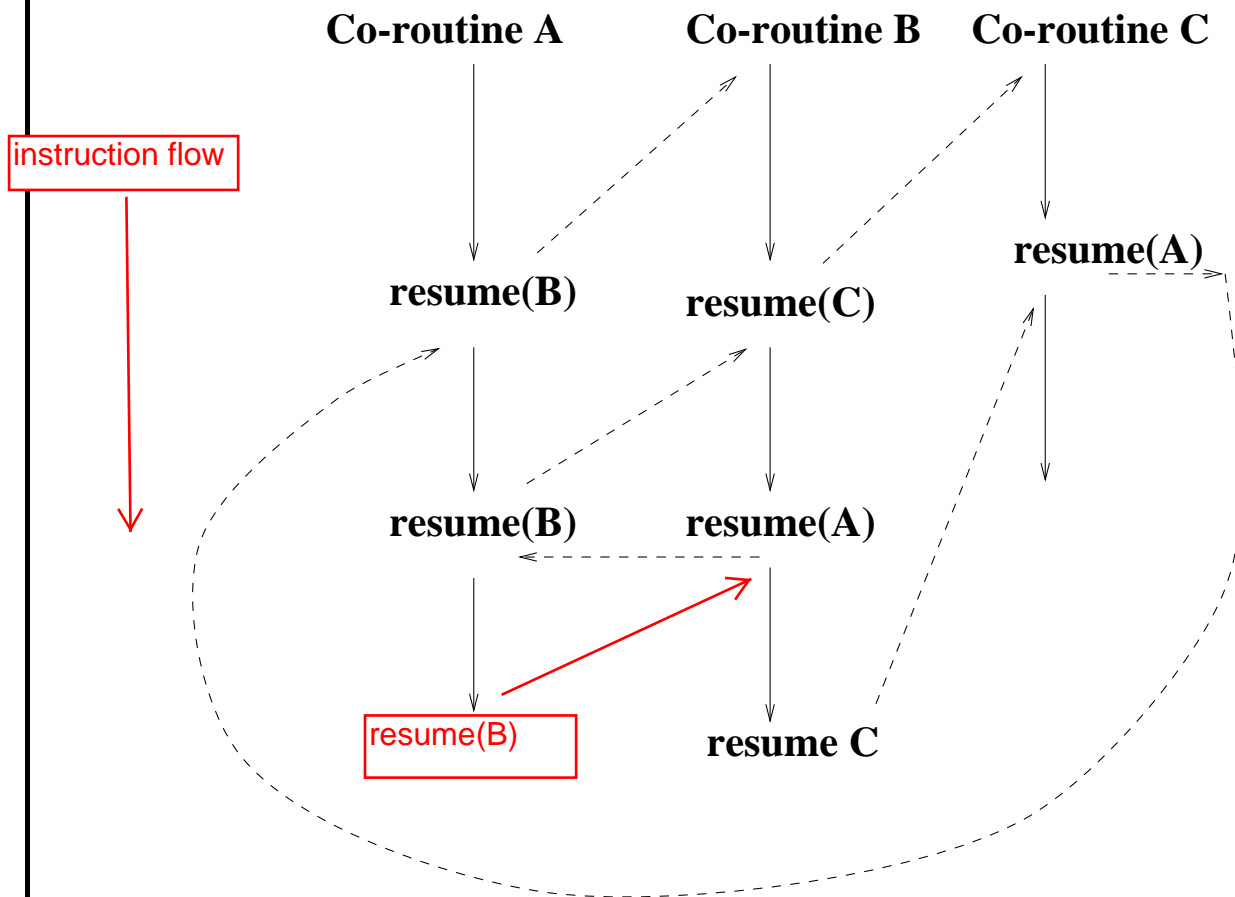 Co-routine A Co-routine B Co-routine C
instruction flow
resume(A)
resume(B) resume(C)
resume(B) resume(A)
resume(B) resume C